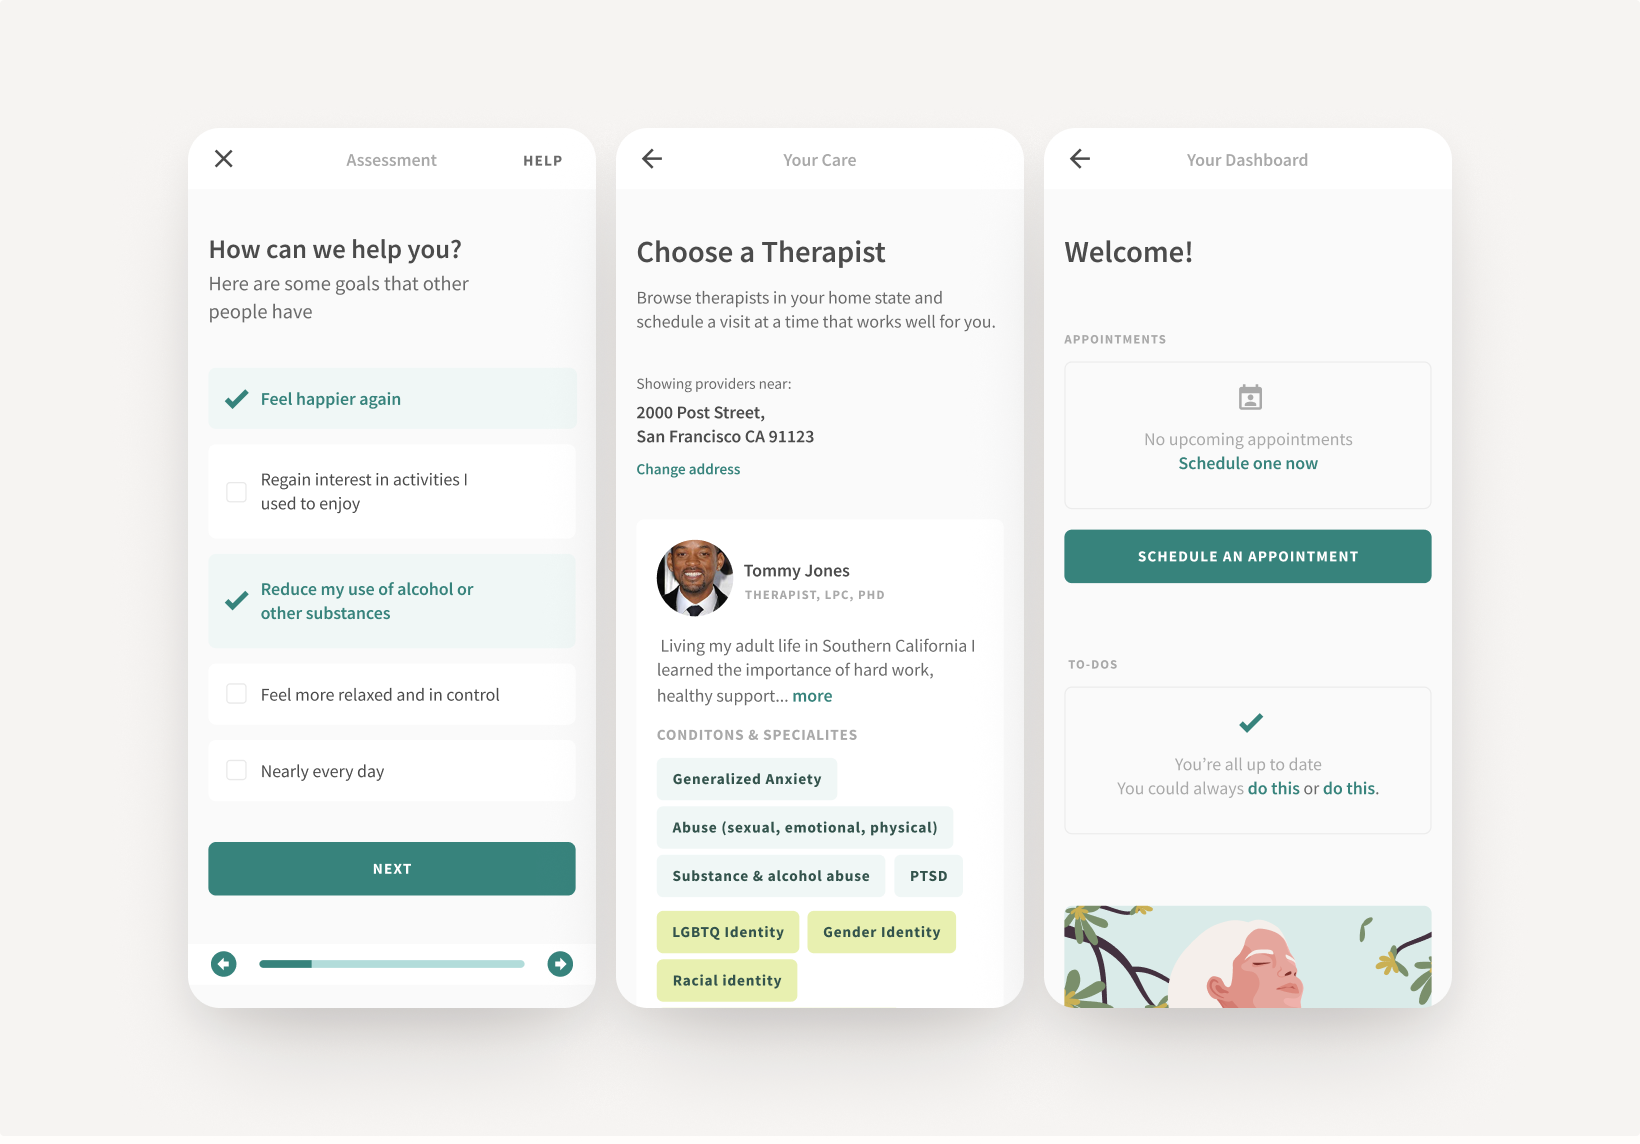 Assessment
HELP
How can we help you?
Here are some goals that other
people have
Feel happier again
Regain interest in activities I
used to enjoy
Reduce my use of alcohol or
other substances
Feel more relaxed and in control
Nearly every day
NEXT
Your Care
Choose a Therapist
Browse therapists in your home state and
schedule a visit at a time that works well for you.
Showing providers near:
2000 Post Street,
San Francisco CA 91123
Change address
Tommy Jones
THERAPIST, LPC, PHD
Living my adult life in Southern California I
learned the importance of hard work,
healthy support... more
CONDITONS & SPECIALITES
Generalized Anxiety
Abuse (sexual, emotional, physical)
Substance & alcohol abuse
PTSD
LGBTQ Identity
Gender Identity
Racial identity
Your Dashboard
Welcome!
APPOINTMENTS
No upcoming appointments
Schedule one now
SCHEDULE AN APPOINTMENT
TO-DOS
You're all up to date
You could always do this or do this.